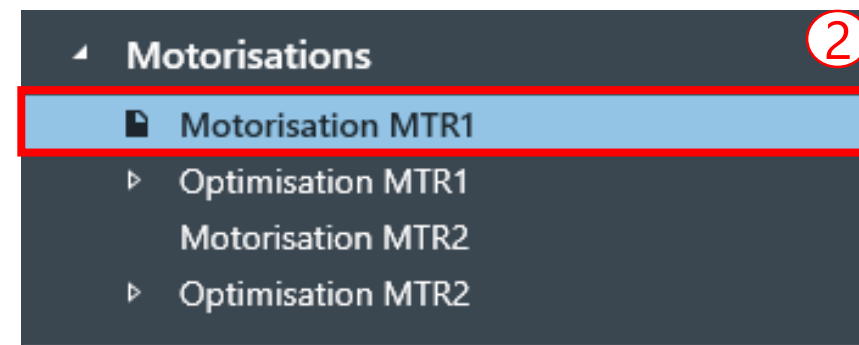 Motorisations
2
Motorisation MTR1
Optimisation MTR1
Motorisation MTR2
Optimisation MTR2